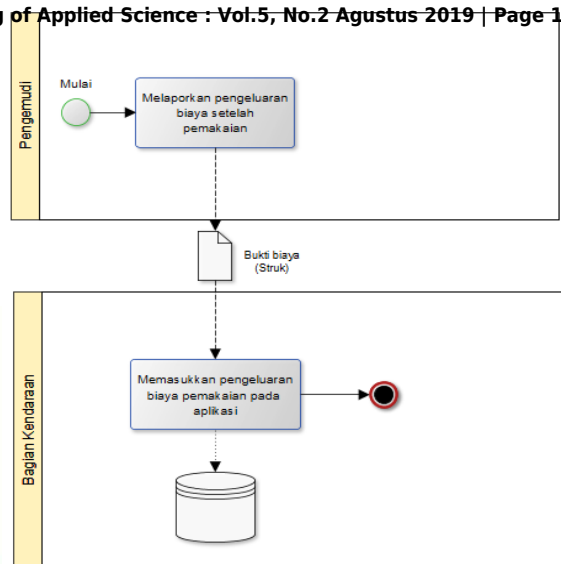 g of Applied Science : Vol.5, No.2 Agustus 2019 | Page 1
Pengemudi
Mulai
Melaporkan pengeluaran
biaya setelah
pemakaian
Bukti biaya
(Struk)
Bagian Kendaraan
Memasukkan pengeluaran
biaya pemakaian pada
aplikasi